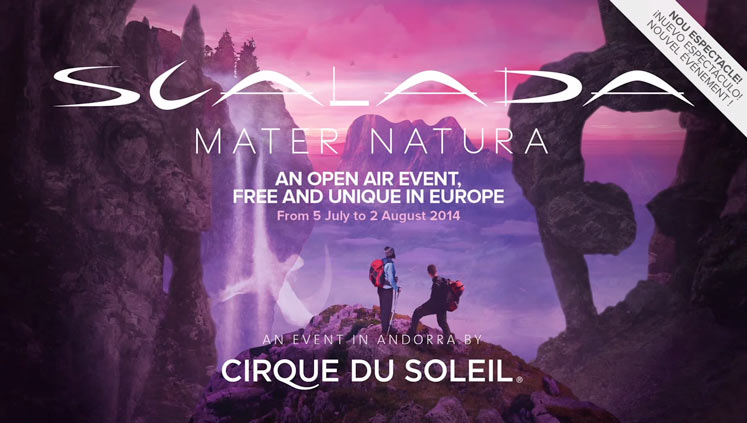 SCALADA
MATER NATURA
AN OPEN AIR EVENT,
FREE AND UNIQUE IN EUROPE
From 5 July to 2 August 2014
AN EVENT IN ANDORRA BY
CIRQUE DU SOLEIL®
NOU ESPECTACLE!
¡NUEVO ESPECTÁCULO!
NOUVEL ÉVÉNEMENT !